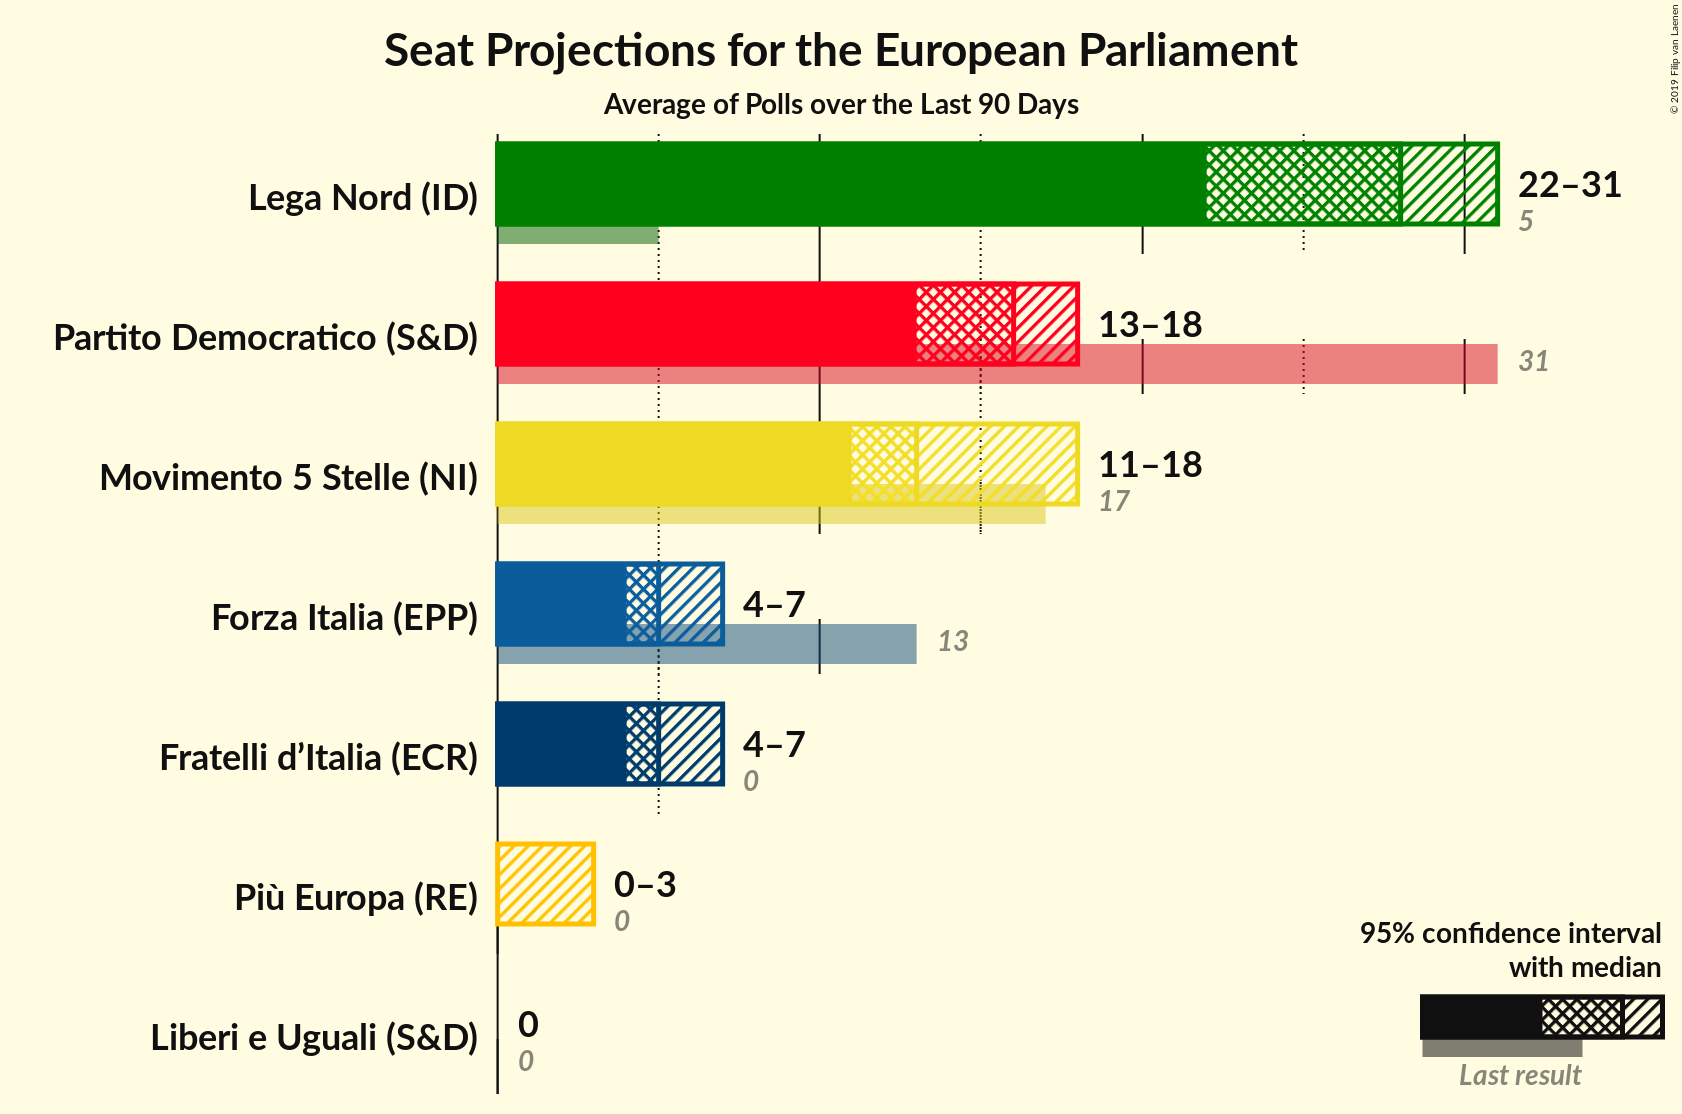 Seat Projections for the European Parliament
Average of Polls over the Last 90 Days
© 2019 Filip van Laenen
Lega Nord (ID)
22–31
5
Partito Democratico (S&D)
13–18
31
Movimento 5 Stelle (NI)
11–18
17
Forza Italia (EPP)
4–7
13
Fratelli d’Italia (ECR)
4–7
0
Più Europa (RE)
0–3
0
Liberi e Uguali (S&D)
0
0
95% confidence interval
with median
Last result